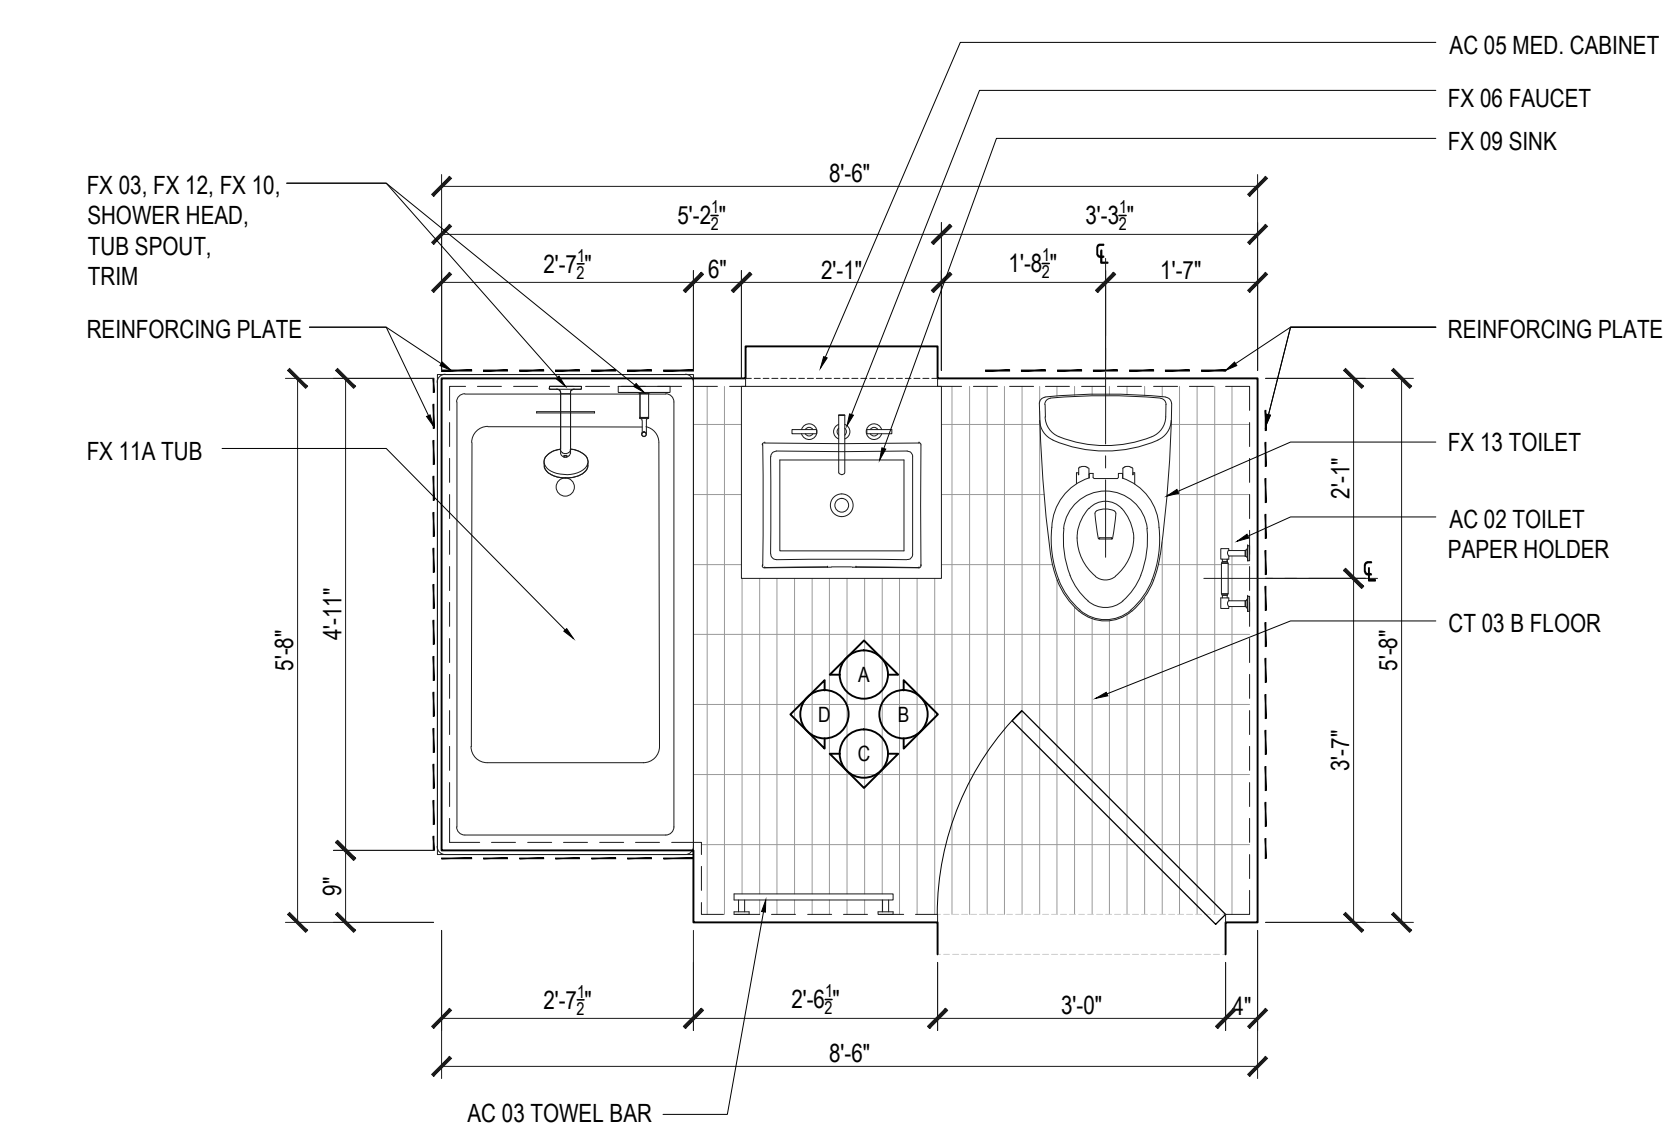 AC 05 MED. CABINET
FX 06 FAUCET
FX 09 SINK
8'-6"
FX 03, FX 12, FX 10,
SHOWER HEAD,
TUB SPOUT,
TRIM
5'-2½"
3'-3½"
2'-7½"
6"
2'-1"
1'-8½"
℄
1'-7"
REINFORCING PLATE
REINFORCING PLATE
FX 11A TUB
FX 13 TOILET
2'-1"
AC 02 TOILET
PAPER HOLDER
℄
4'-11"
5'-8"
CT 03 B FLOOR
5'-8"
A
D
B
C
3'-7"
9"
2'-7½"
2'-6½"
3'-0"
4"
8'-6"
AC 03 TOWEL BAR